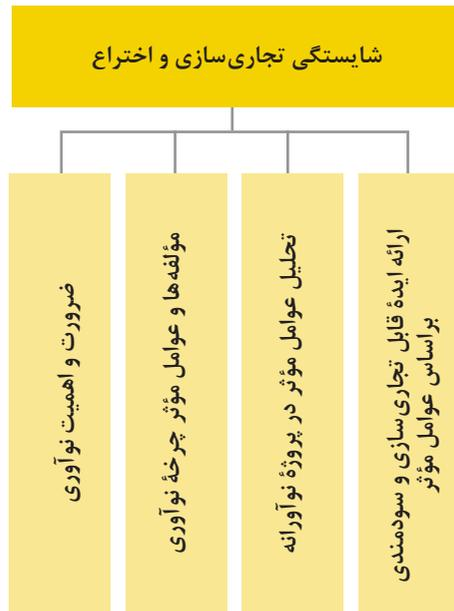 شایستگی تجاری‌سازی و اختراع
ارائه ایدهٔ قابل تجاری‌سازی و سودمندی
براساس عوامل مؤثر
تحلیل عوامل مؤثر در پروژهٔ نوآورانه
مؤلفه‌ها و عوامل مؤثر چرخهٔ نوآوری
ضرورت و اهمیت نوآوری